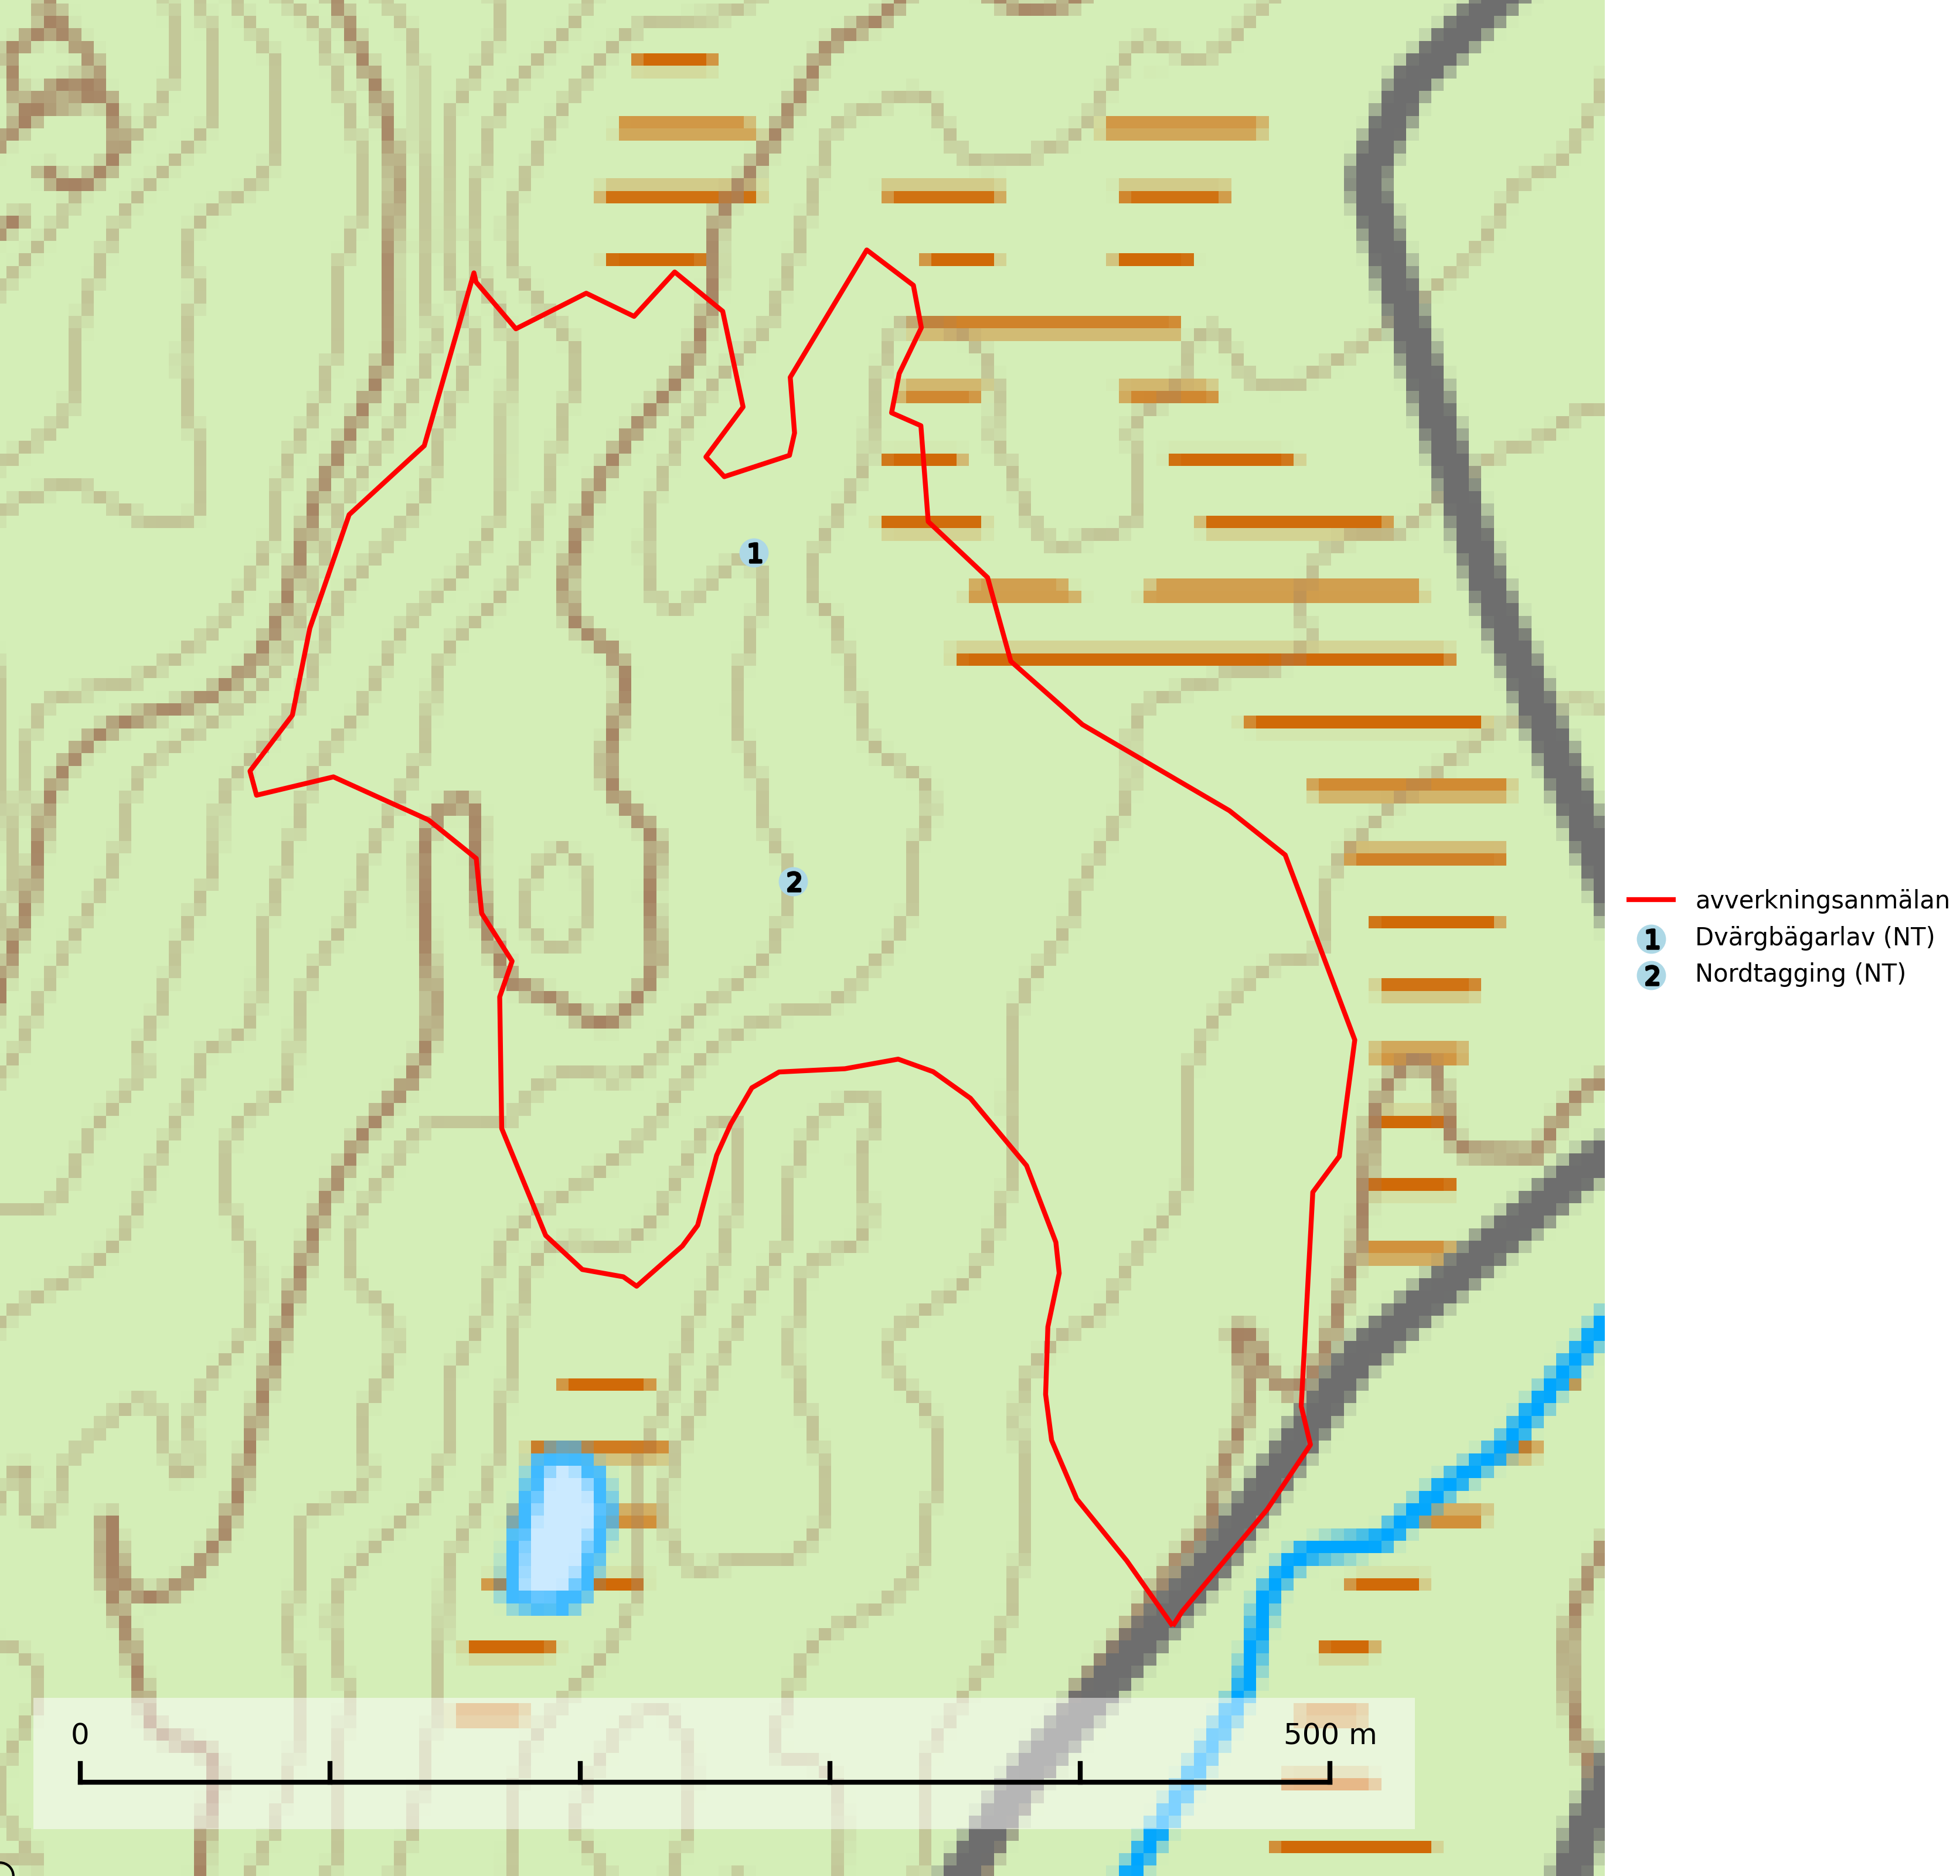 1
2
avverkningsanmälan
1 Dvärgbägarlav (NT)
2 Nordtagging (NT)
0 500 m